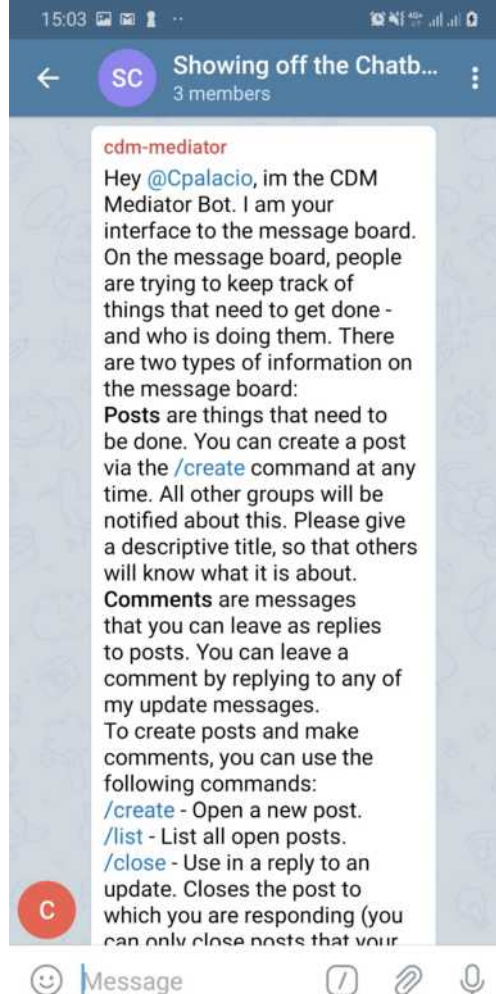 15:03
SC
Showing off the Chatb...
3 members
cdm-mediator
Hey @Cpalacio, im the CDM
Mediator Bot. I am your
interface to the message board.
On the message board, people
are trying to keep track of
things that need to get done -
and who is doing them. There
are two types of information on
the message board:
Posts are things that need to
be done. You can create a post
via the /create command at any
time. All other groups will be
notified about this. Please give
a descriptive title, so that others
will know what it is about.
Comments are messages
that you can leave as replies
to posts. You can leave a
comment by replying to any of
my update messages.
To create posts and make
comments, you can use the
following commands:
/create - Open a new post.
/list - List all open posts.
/close - Use in a reply to an
update. Closes the post to
C
which you are responding (you
can only close posts that your
Message